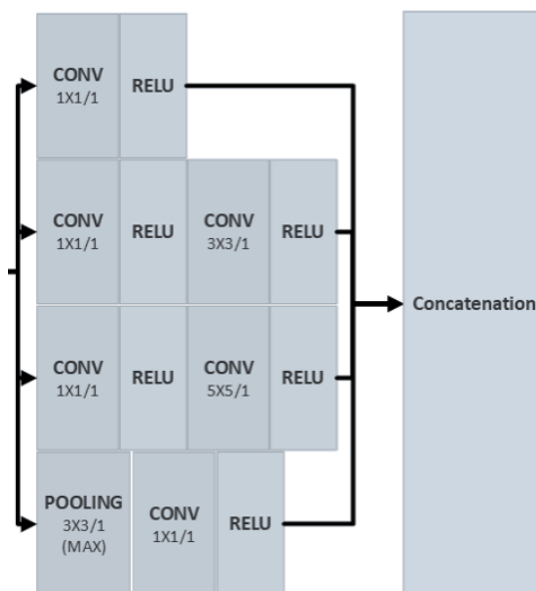 CONV
1X1/1
RELU
CONV
1X1/1
RELU
CONV
3X3/1
RELU
Concatenation
CONV
1X1/1
RELU
CONV
5X5/1
RELU
POOLING
3X3/1
(MAX)
CONV
1X1/1
RELU